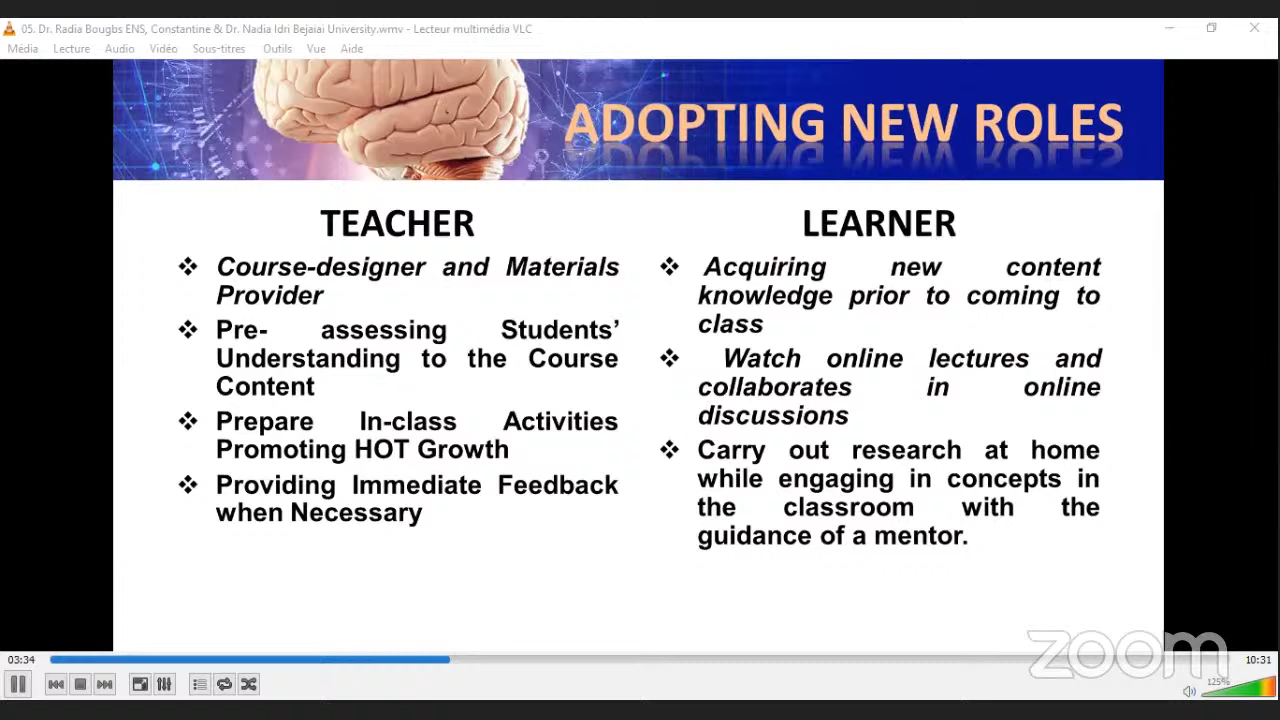 05. Dr. Radia Bougbs ENS, Constantine & Dr. Nadia Idri Bejaiai University.wmv - Lecteur multimédia VLC
Média Lecture Audio Vidéo Sous-titres Outils Vue Aide
ADOPTING NEW ROLES
TEACHER
❖ Course-designer and Materials
Provider
❖ Pre- assessing Students’
Understanding to the Course
Content
❖ Prepare In-class Activities
Promoting HOT Growth
❖ Providing Immediate Feedback
when Necessary
LEARNER
❖ Acquiring new content
knowledge prior to coming to
class
❖ Watch online lectures and
collaborates in online
discussions
❖ Carry out research at home
while engaging in concepts in
the classroom with the
guidance of a mentor.
zoom
03:34 10:31
125%